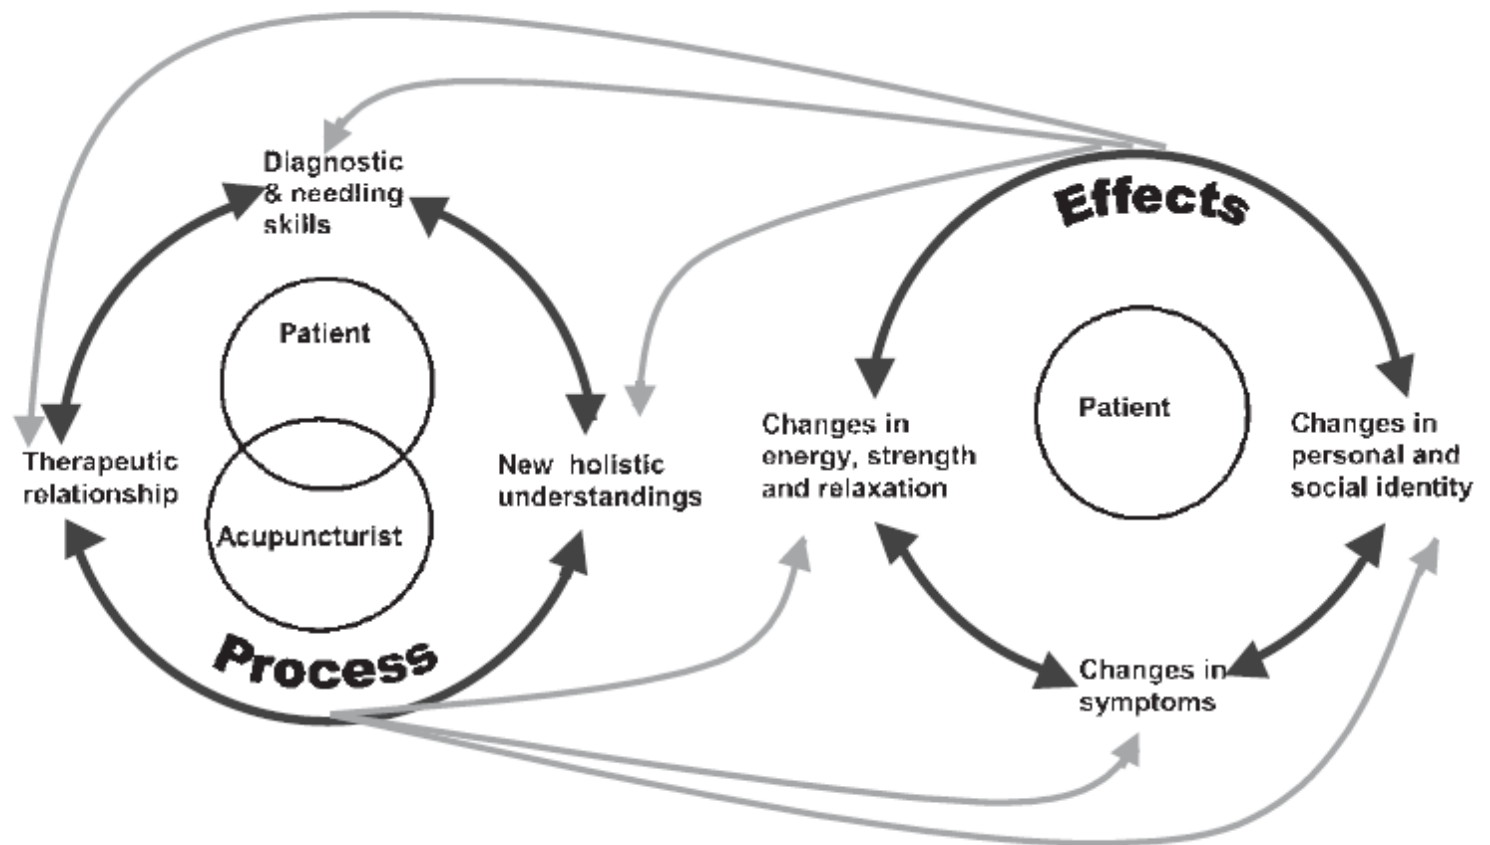 Diagnostic
& needling
skills
Patient
Acupuncturist
Therapeutic
relationship
New holistic
understandings
Process
Effects
Patient
Changes in
energy, strength
and relaxation
Changes in
personal and
social identity
Changes in
symptoms